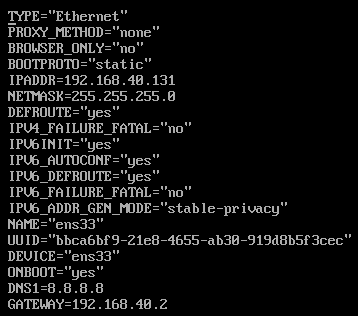 TYPE="Ethernet"
PROXY_METHOD="none"
BROWSER_ONLY="no"
BOOTPROTO="static"
IPADDR=192.168.40.131
NETMASK=255.255.255.0
DEFROUTE="yes"
IPV4_FAILURE_FATAL="no"
IPV6INIT="yes"
IPV6_AUTOCONF="yes"
IPV6_DEFROUTE="yes"
IPV6_FAILURE_FATAL="no"
IPV6_ADDR_GEN_MODE="stable-privacy"
NAME="ens33"
UUID="bbca6bf9-21e8-4655-ab30-919d8b5f3cec"
DEVICE="ens33"
ONBOOT="yes"
DNS1=8.8.8.8
GATEWAY=192.168.40.2